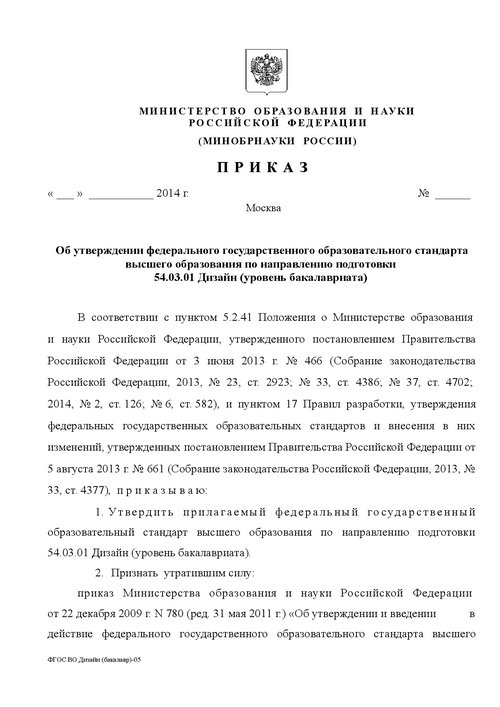 МИНИСТЕРСТВО ОБРАЗОВАНИЯ И НАУКИ
РОССИЙСКОЙ ФЕДЕРАЦИИ
(МИНОБРНАУКИ РОССИИ)
ПРИКАЗ
« ___ » ____________ 2014 г. № ______
Москва
Об утверждении федерального государственного образовательного стандарта
высшего образования по направлению подготовки
54.03.01 Дизайн (уровень бакалавриата)
В соответствии с пунктом 5.2.41 Положения о Министерстве образования
и науки Российской Федерации, утвержденного постановлением Правительства
Российской Федерации от 3 июня 2013 г. № 466 (Собрание законодательства
Российской Федерации, 2013, № 23, ст. 2923; № 33, ст. 4386; № 37, ст. 4702;
2014, № 2, ст. 126; № 6, ст. 582), и пунктом 17 Правил разработки, утверждения
федеральных государственных образовательных стандартов и внесения в них
изменений, утвержденных постановлением Правительства Российской Федерации от
5 августа 2013 г. № 661 (Собрание законодательства Российской Федерации, 2013, №
33, ст. 4377), п р и к а з ы в а ю:
1. Утвердить прилагаемый федеральный государственный
образовательный стандарт высшего образования по направлению подготовки
54.03.01 Дизайн (уровень бакалавриата).
2. Признать утратившим силу:
приказ Министерства образования и науки Российской Федерации
от 22 декабря 2009 г. N 780 (ред. 31 мая 2011 г.) «Об утверждении и введении в
действие федерального государственного образовательного стандарта высшего
ФГОС ВО Дизайн (бакалавр)-05